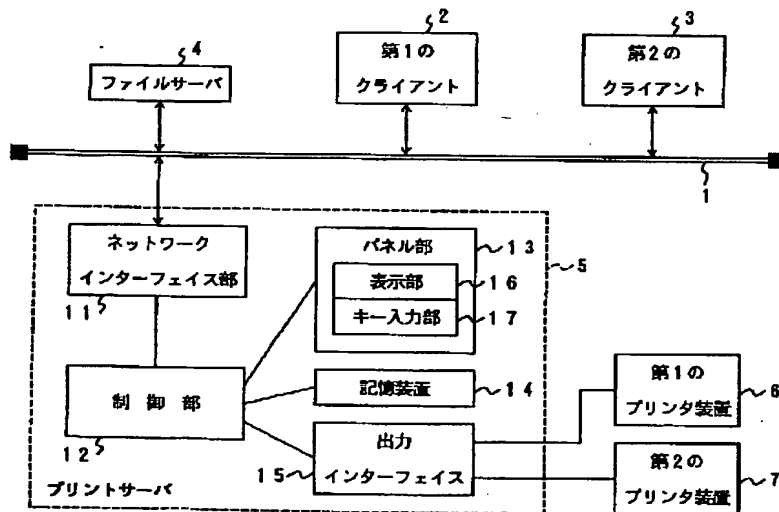 4
ファイルサーバ
2
第1の
クライアント
3
第2の
クライアント
1
ネットワーク
インターフェイス部
11
パネル部
13
表示部
16
キー入力部
17
5
制御部
12
記憶装置
14
出力
インターフェイス
15
プリントサーバ
第1の
プリンタ装置
6
第2の
プリンタ装置
7